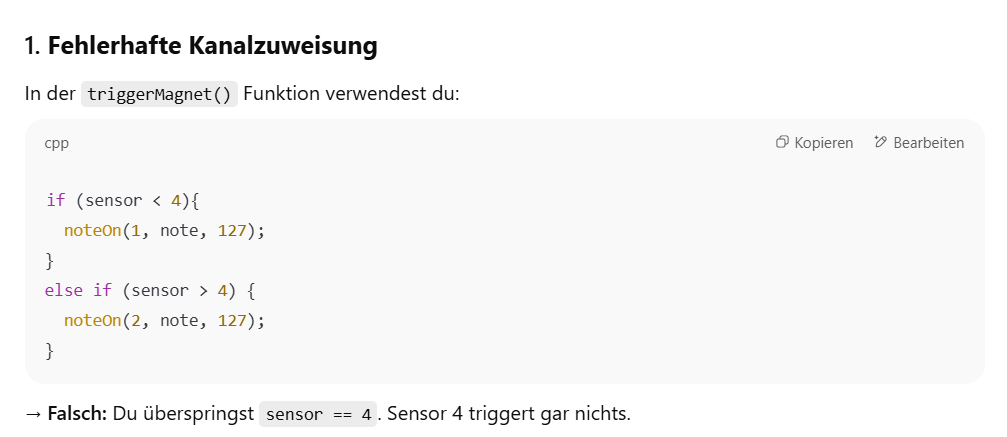 1. Fehlerhafte Kanalzuweisung
In der triggerMagnet() Funktion verwendest du:
cpp Kopieren Bearbeiten
if (sensor < 4){
  noteOn(1, note, 127);
}
else if (sensor > 4) {
  noteOn(2, note, 127);
}
→ Falsch: Du überspringst sensor == 4. Sensor 4 triggert gar nichts.